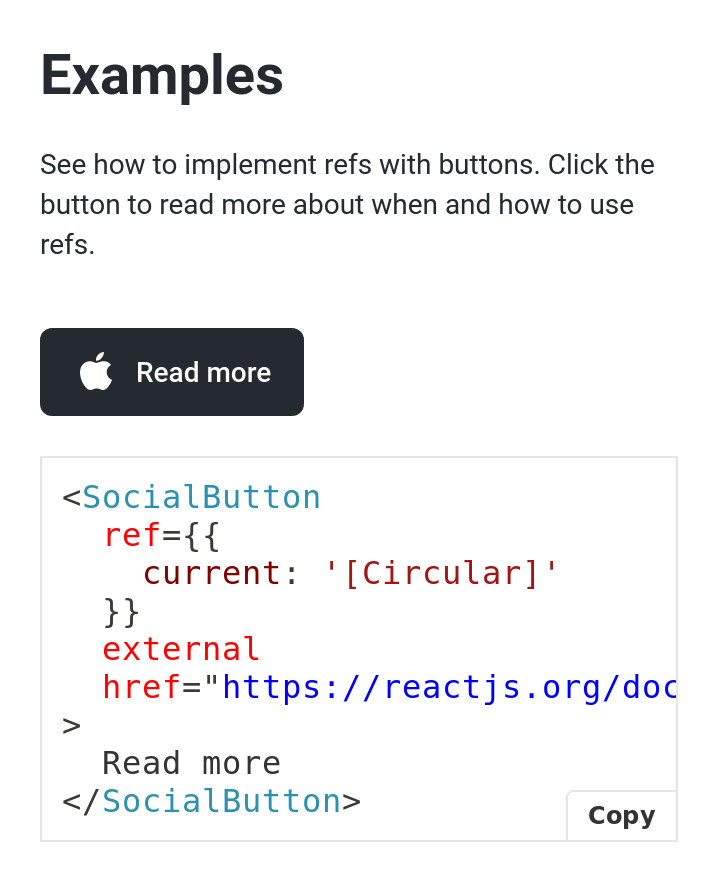 Examples
See how to implement refs with buttons. Click the
button to read more about when and how to use
refs.
Read more
<SocialButton
  ref={{
    current: '[Circular]'
  }}
  external
  href="https://reactjs.org/doc
>
  Read more
</SocialButton>
Copy